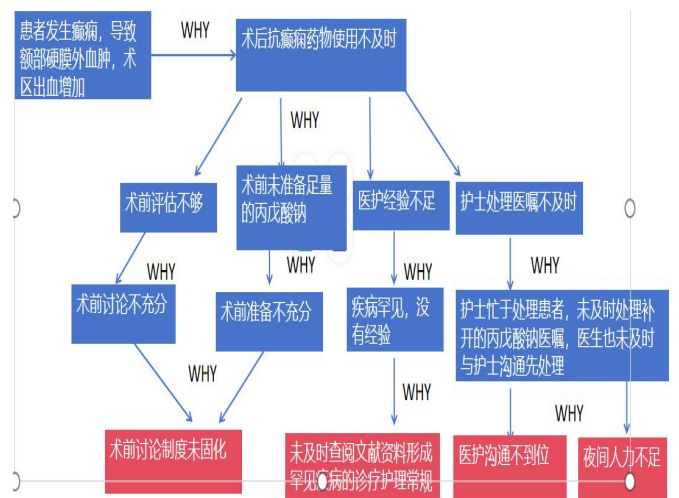 患者发生癫痫，导致
额部硬膜外血肿，术
区出血增加
WHY
术后抗癫痫药物使用不及时
WHY
术前评估不够
术前未准备足量
的丙戊酸钠
医护经验不足
护士处理医嘱不及时
WHY
WHY
WHY
WHY
术前讨论不充分
术前准备不充分
疾病罕见，没
有经验
护士忙于处理患者，未及时处理补
开的丙戊酸钠医嘱，医生也未及时
与护士沟通先处理
WHY
WHY
WHY
术前讨论制度未固化
未及时查阅文献资料形成
罕见疾病的诊疗护理常规
医护沟通不到位
夜间人力不足